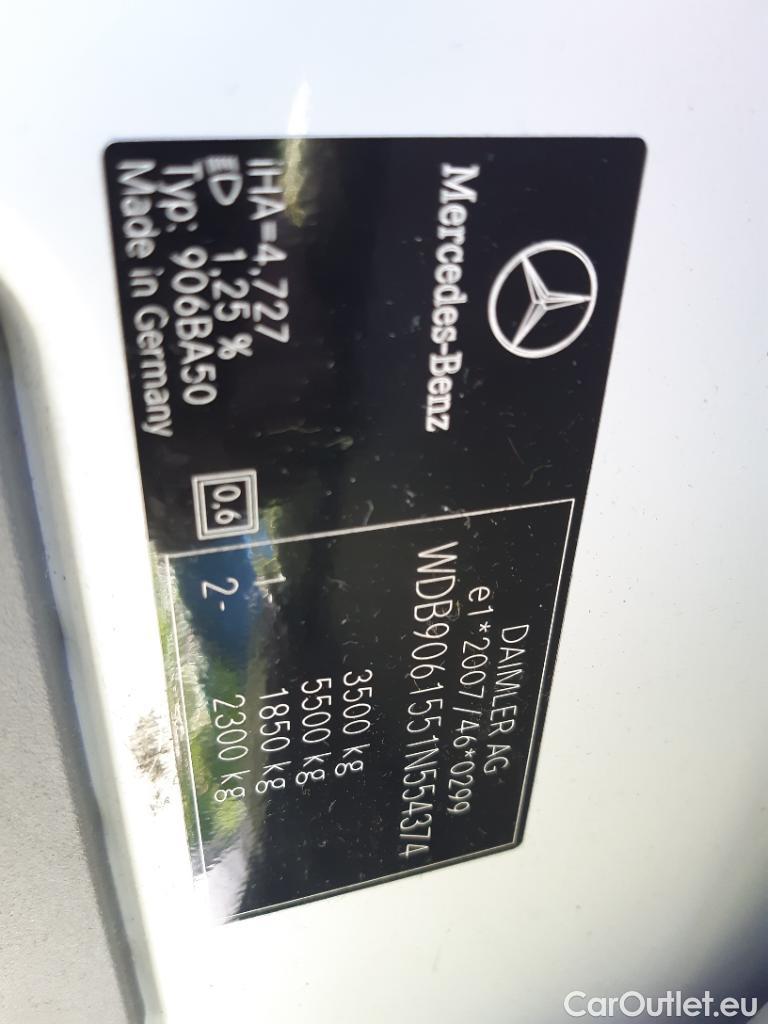 Mercedes-Benz
iHA=4,727
1,25 %
Typ: 906BA50
Made in Germany
0.6
DAIMLER AG
e1*2007/46*0299
WDB9061551N554374
3500 kg
5500 kg
1- 1850 kg
2- 2300 kg
CarOutlet.eu